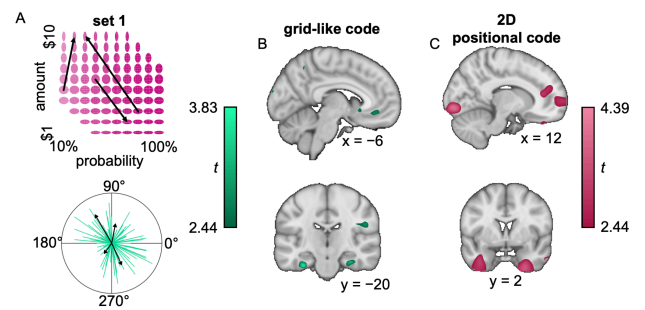 A
set 1
$10
amount
$1
10%
100%
probability
90°
180°
0°
270°
3.83
t
2.44
B
grid-like code
x = −6
y = −20
C
2D
positional code
x = 12
y = 2
4.39
t
2.44